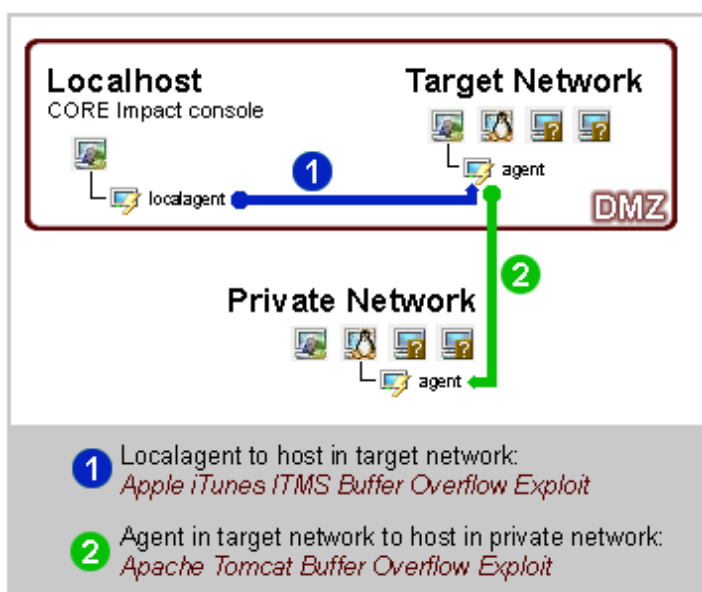 Localhost
CORE Impact console
localagent
1
Target Network
agent
DMZ
2
Private Network
agent
1 Localagent to host in target network:
Apple iTunes ITMS Buffer Overflow Exploit
2 Agent in target network to host in private network:
Apache Tomcat Buffer Overflow Exploit